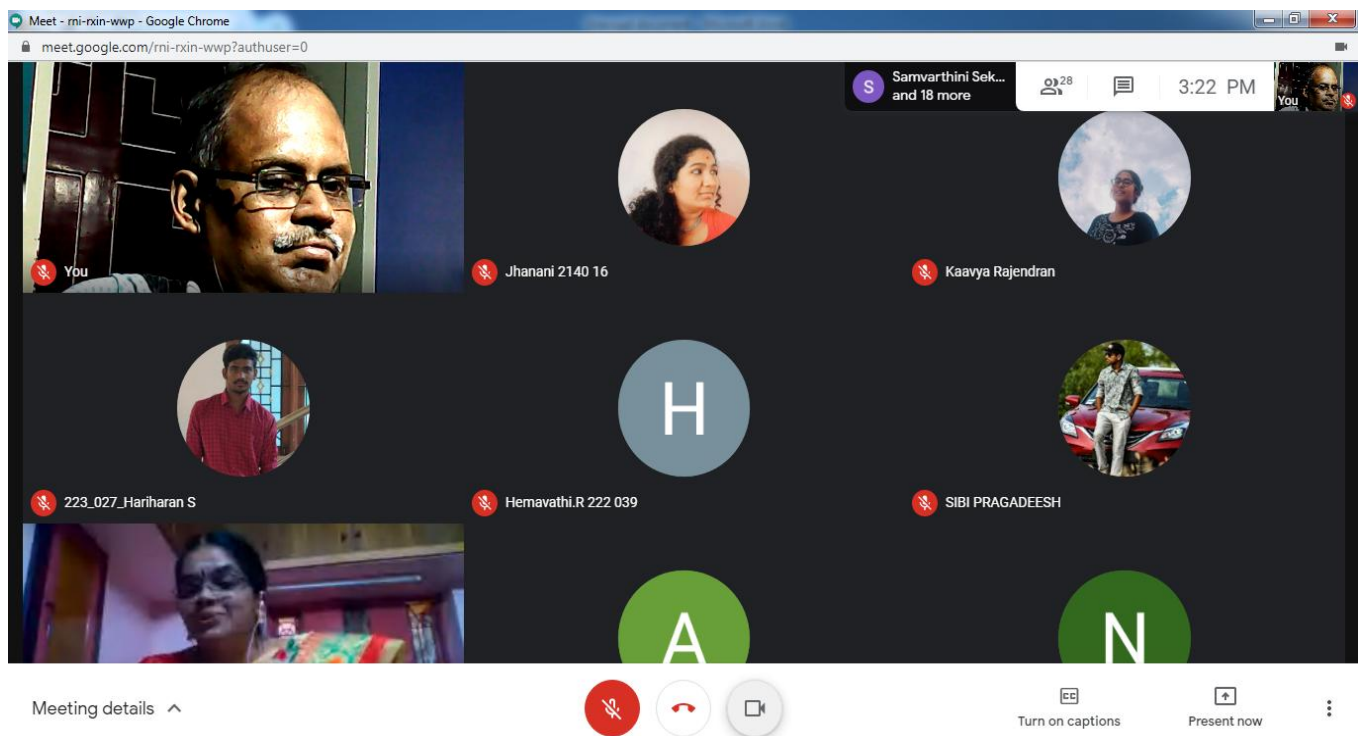 Meet - rni-rxin-wwp - Google Chrome
meet.google.com/rni-rxin-wwp?authuser=0
Samvarthini Sek...
S
and 18 more
28
3:22 PM
You
You
Jhanani 2140 16
Kaavya Rajendran
H
223_027_Hariharan S
Hemavathi.R 222 039
SIBI PRAGADEESH
A
N
Meeting details
CC
Turn on captions
Present now